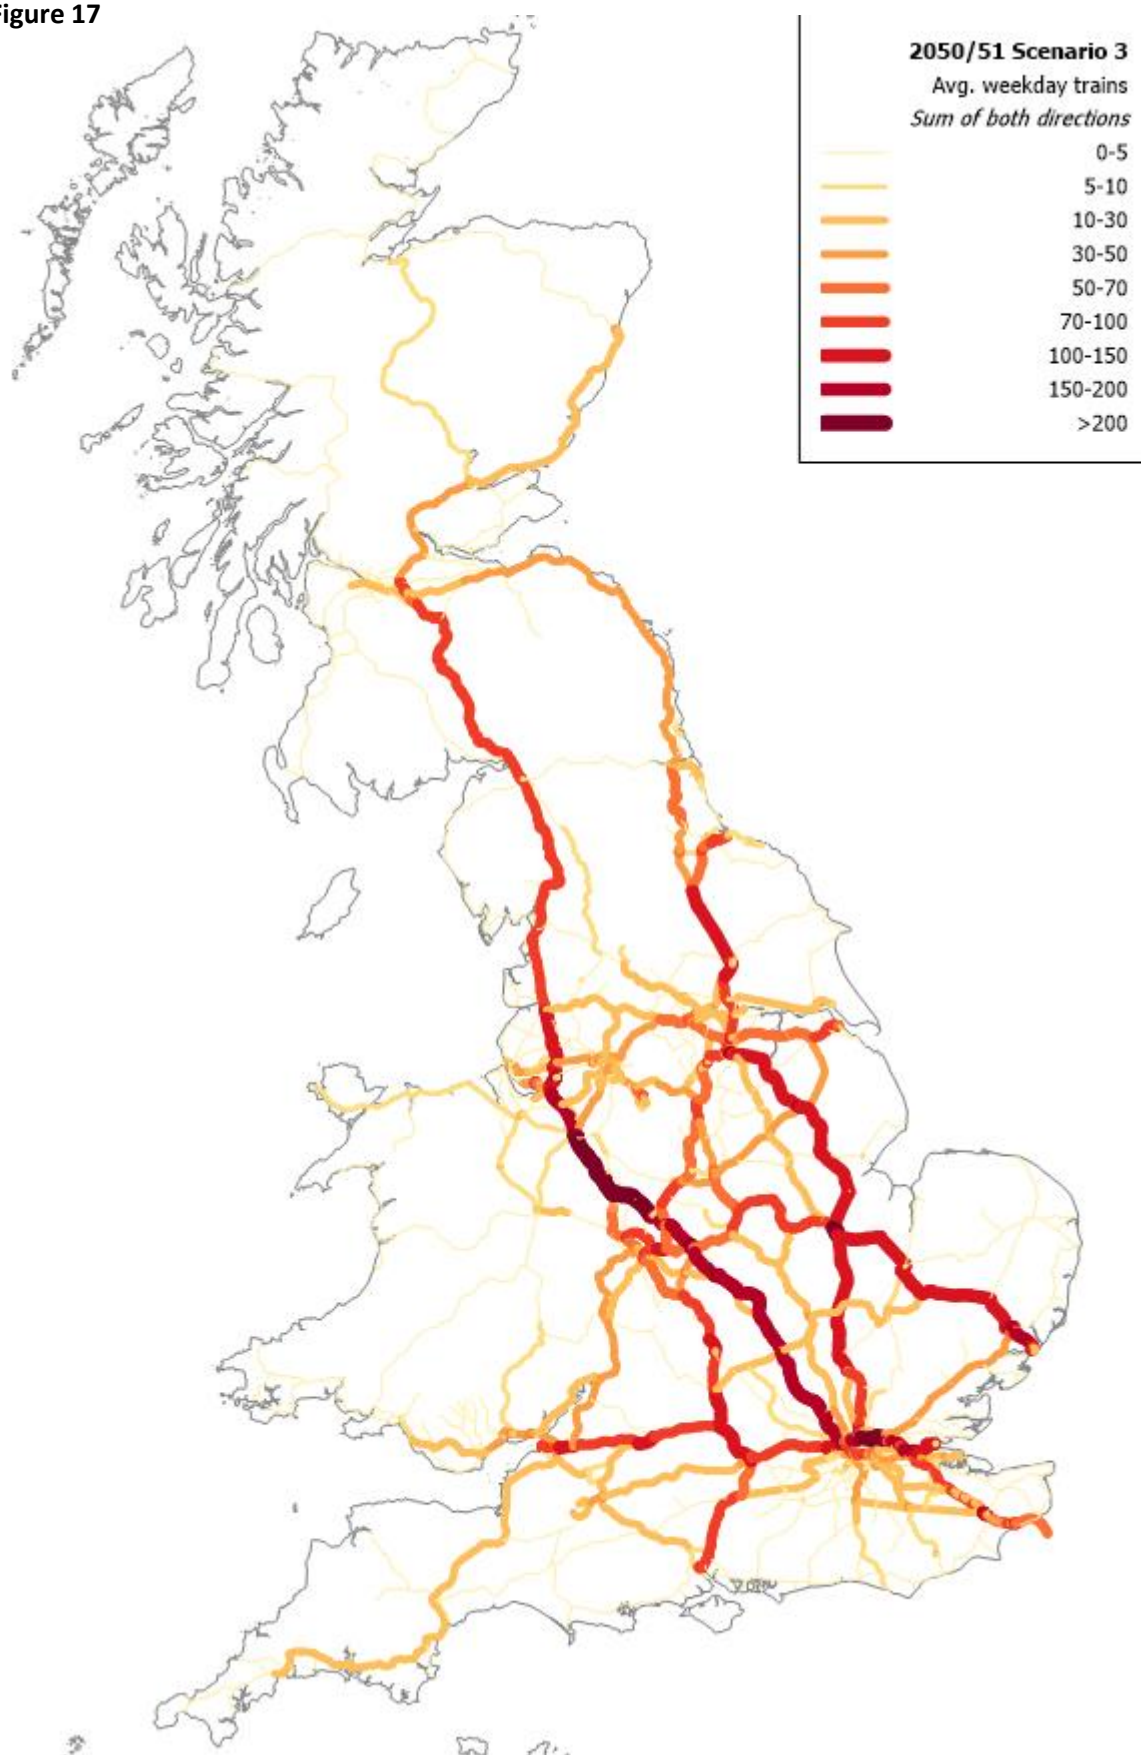 Figure 17
2050/51 Scenario 3
Avg. weekday trains
Sum of both directions
0-5
5-10
10-30
30-50
50-70
70-100
100-150
150-200
>200